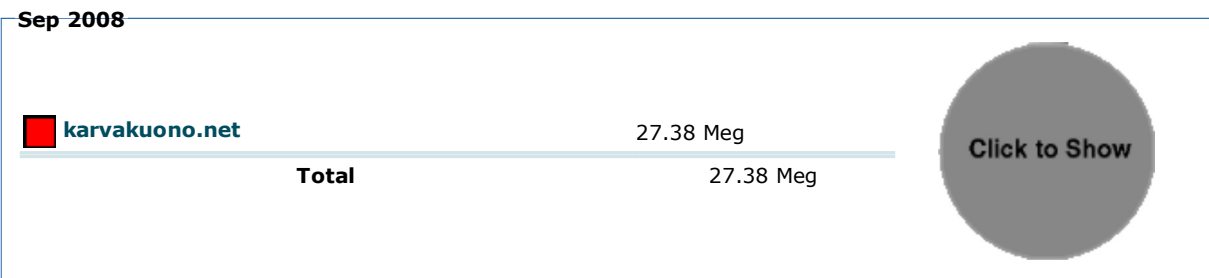 Sep 2008
karvakuono.net 27.38 Meg
Total 27.38 Meg
Click to Show